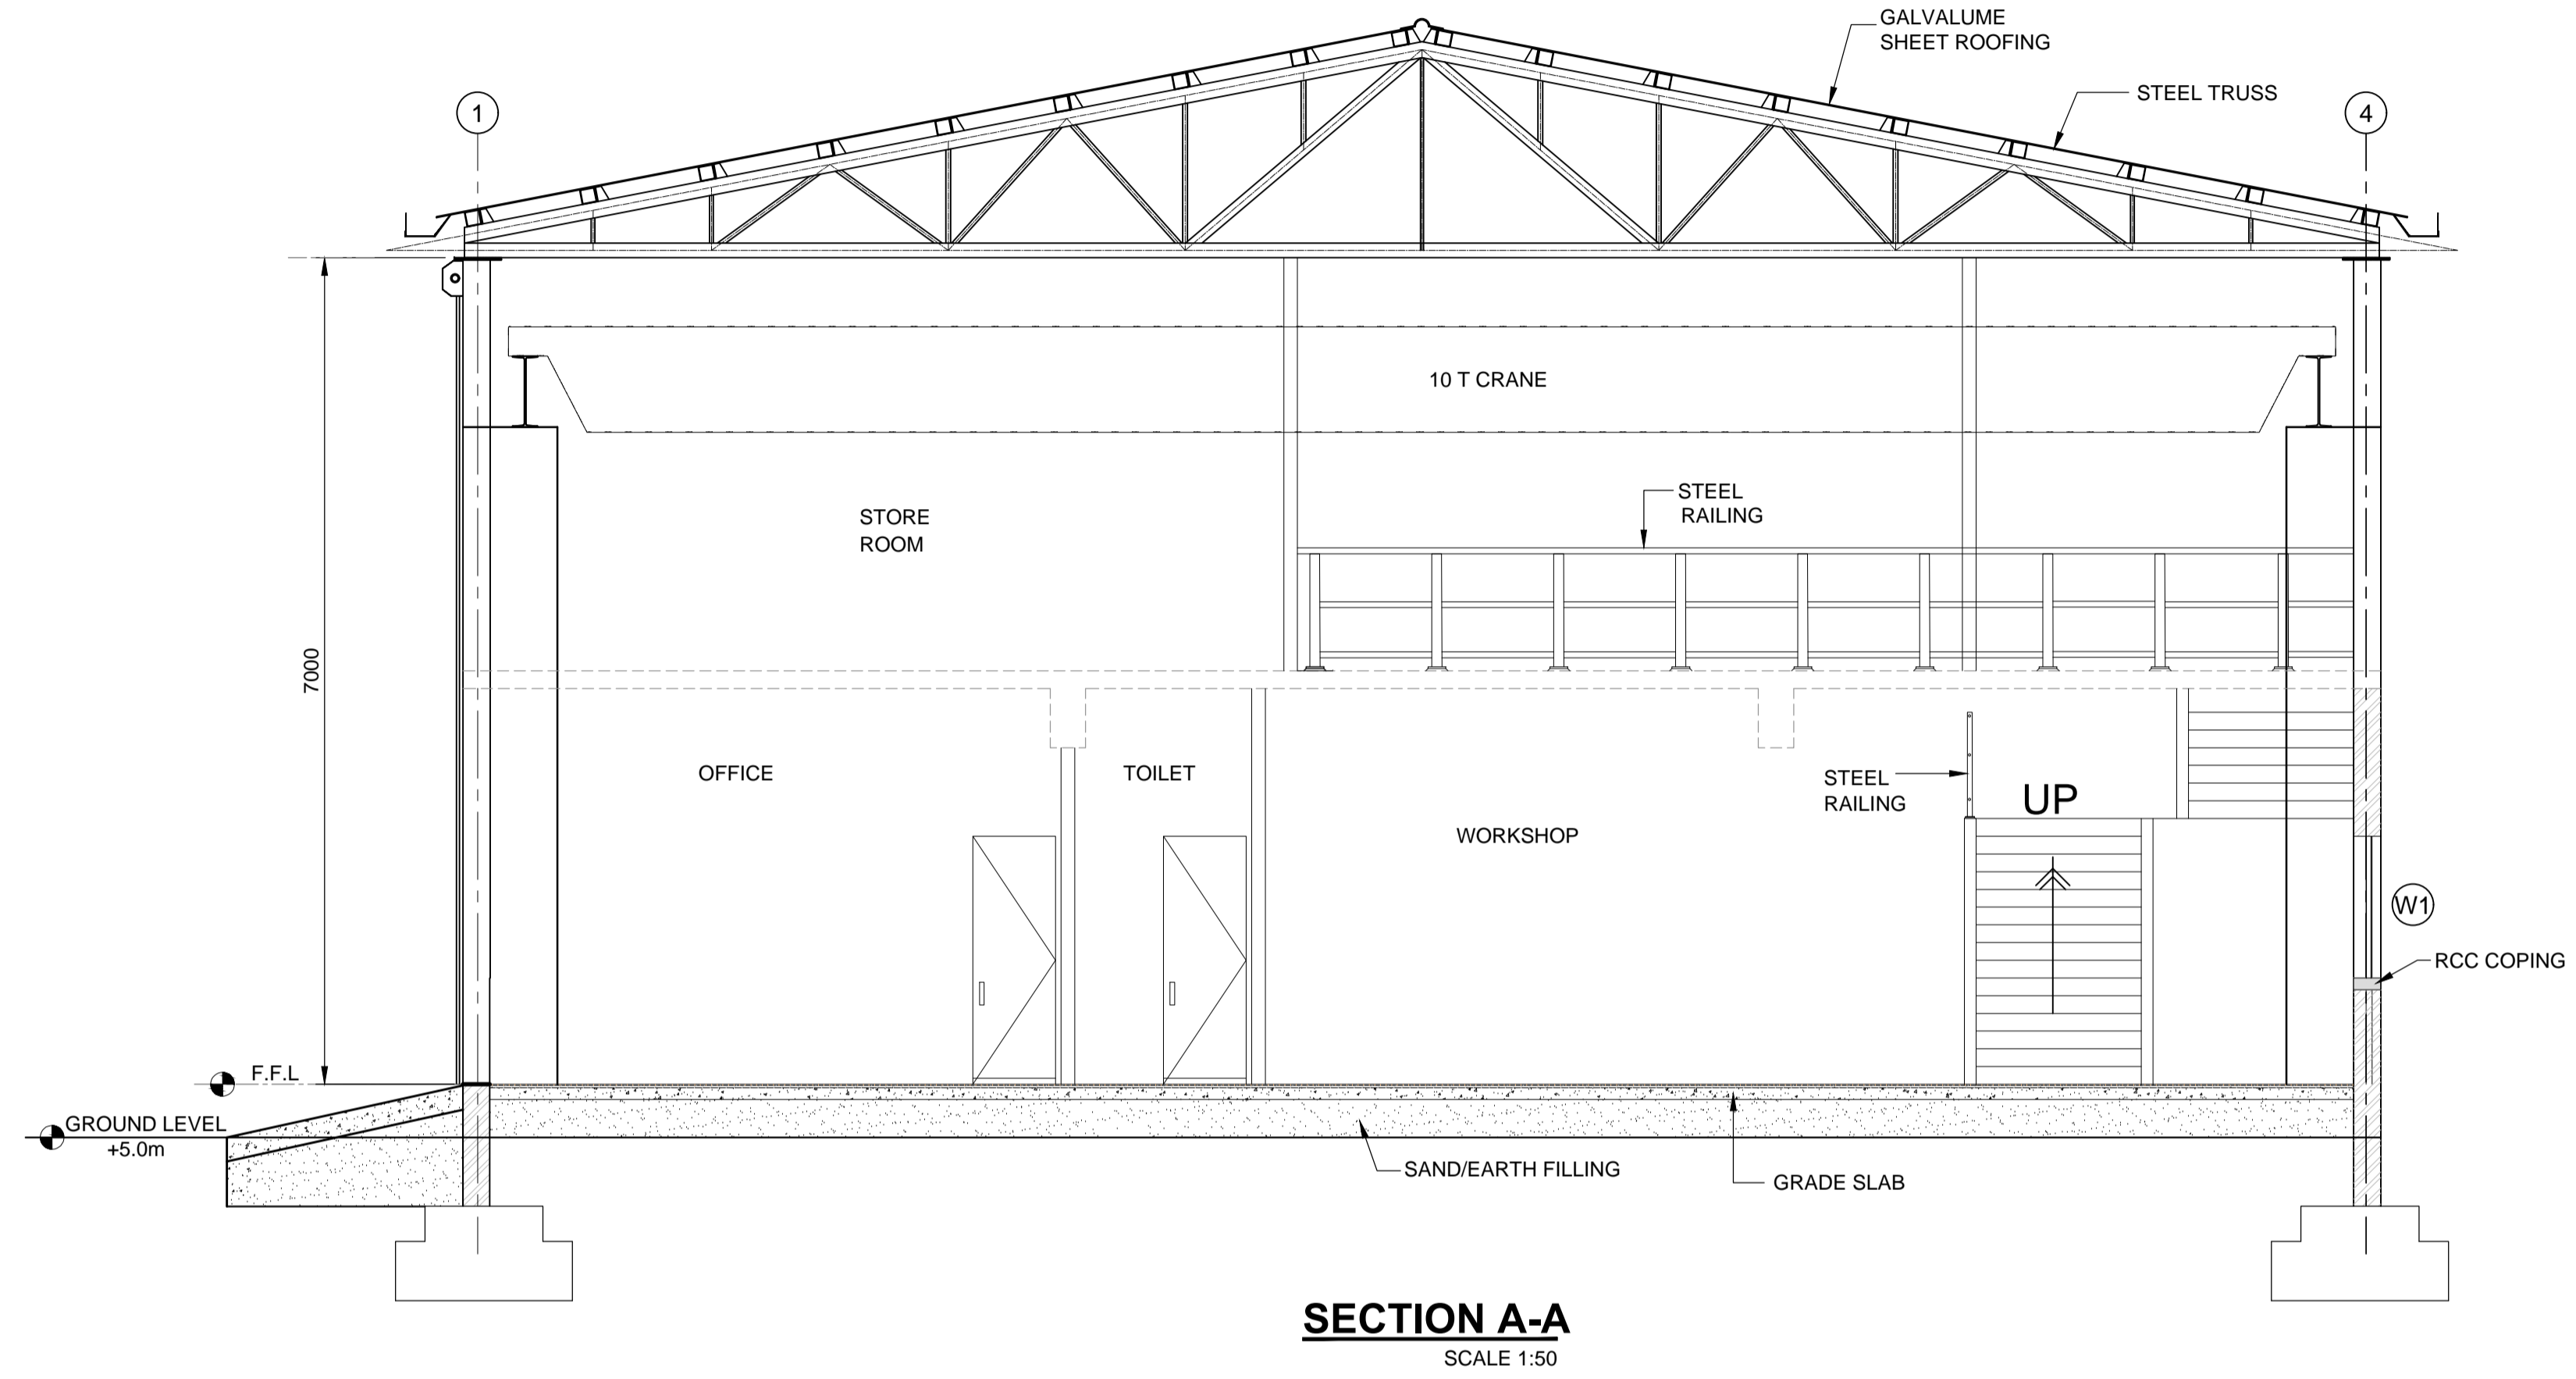 GALVALUME
SHEET ROOFING
STEEL TRUSS
1
4
10 T CRANE
STEEL
RAILING
STORE
ROOM
7000
OFFICE
TOILET
STEEL
RAILING
UP
WORKSHOP
W1
RCC COPING
F.F.L
GROUND LEVEL
+5.0m
SAND/EARTH FILLING
GRADE SLAB
SECTION A-A
SCALE 1:50